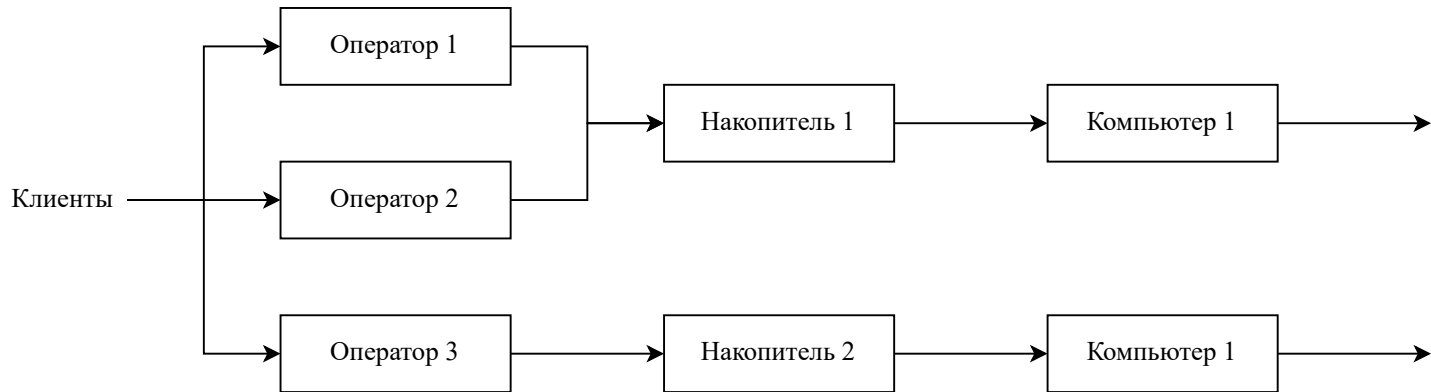 Оператор 1
Накопитель 1
Компьютер 1
Клиенты
Оператор 2
Оператор 3
Накопитель 2
Компьютер 1